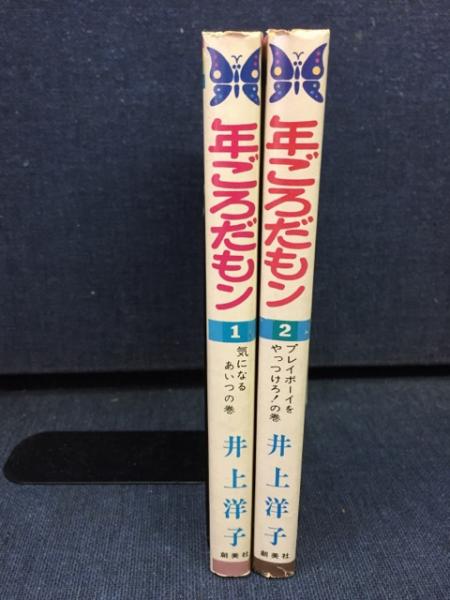 年ごろだもン
1
気になる
あいつの巻
井上洋子
創美社
年ごろだもン
2
プレイボーイを
やっつけろ!の巻
井上洋子
創美社